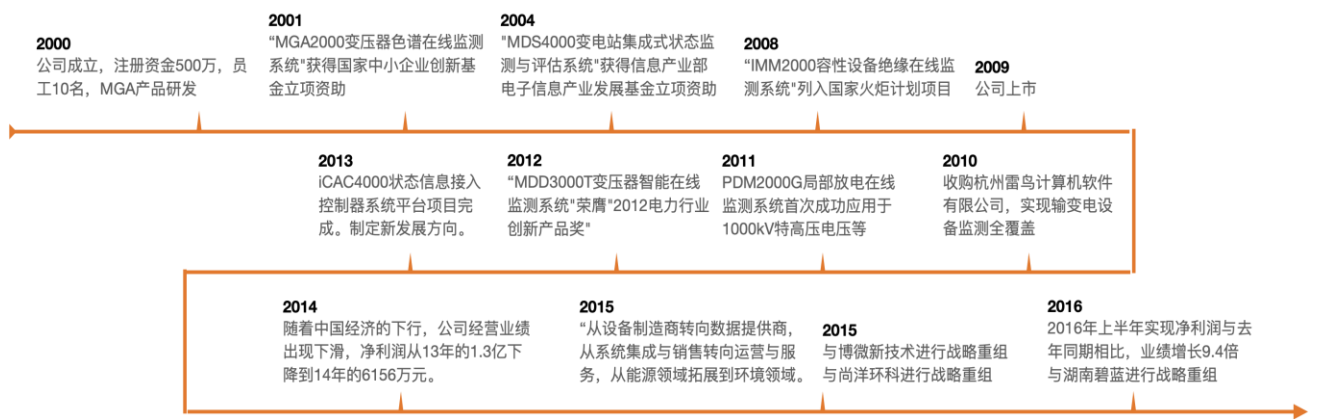 2000
公司成立，注册资金500万，员
工10名，MGA产品研发
2001
“MGA2000变压器色谱在线监测
系统"获得国家中小企业创新基
金立项资助
2004
"MDS4000变电站集成式状态监
测与评估系统"获得信息产业部
电子信息产业发展基金立项资助
2008
“IMM2000容性设备绝缘在线监
测系统"列入国家火炬计划项目
2009
公司上市
2013
iCAC4000状态信息接入
控制器系统平台项目完
成。制定新发展方向。
2012
“MDD3000T变压器智能在线
监测系统"荣膺"2012电力行业
创新产品奖"
2011
PDM2000G局部放电在线
监测系统首次成功应用于
1000kV特高压电压等
2010
收购杭州雷鸟计算机软件
有限公司，实现输变电设
备监测全覆盖
2014
随着中国经济的下行，公司经营业绩
出现下滑，净利润从13年的1.3亿下
降到14年的6156万元。
2015
“从设备制造商转向数据提供商，
从系统集成与销售转向运营与服
务，从能源领域拓展到环境领域。
2015
与博微新技术进行战略重组
与尚洋环科进行战略重组
2016
2016年上半年实现净利润与去
年同期相比，业绩增长9.4倍
与湖南碧蓝进行战略重组